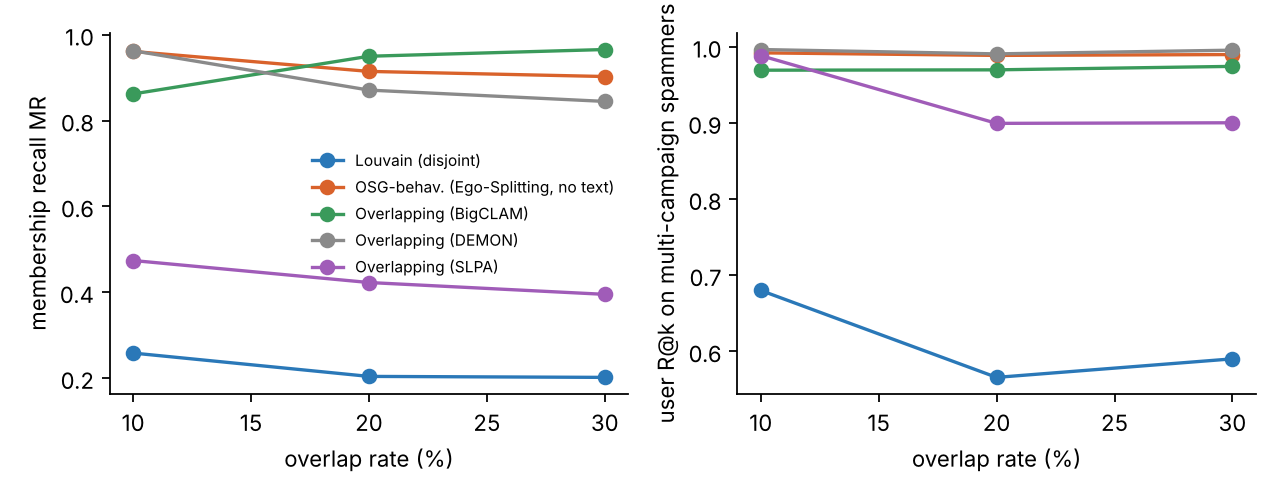 membership recall MR
1.0
0.8
0.6
0.4
0.2
10
15
20
25
30
overlap rate (%)
Louvain (disjoint)
OSG-behav. (Ego-Splitting, no text)
Overlapping (BigCLAM)
Overlapping (DEMON)
Overlapping (SLPA)
user R@k on multi-campaign spammers
1.0
0.9
0.8
0.7
0.6
10
15
20
25
30
overlap rate (%)